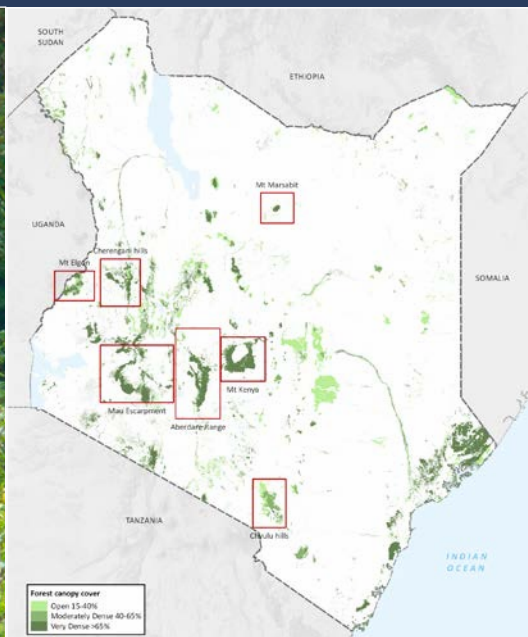 SOUTH
SUDAN
ETHIOPIA
Mt Marsabit
UGANDA
Cherengani hills
Mt Elgon
SOMALIA
Mt Kenya
Mau Escarpment
Aberdare Range
Chyulu hills
TANZANIA
INDIAN
OCEAN
Forest canopy cover
Open 15-40%
Moderately Dense 40-65%
Very Dense >65%